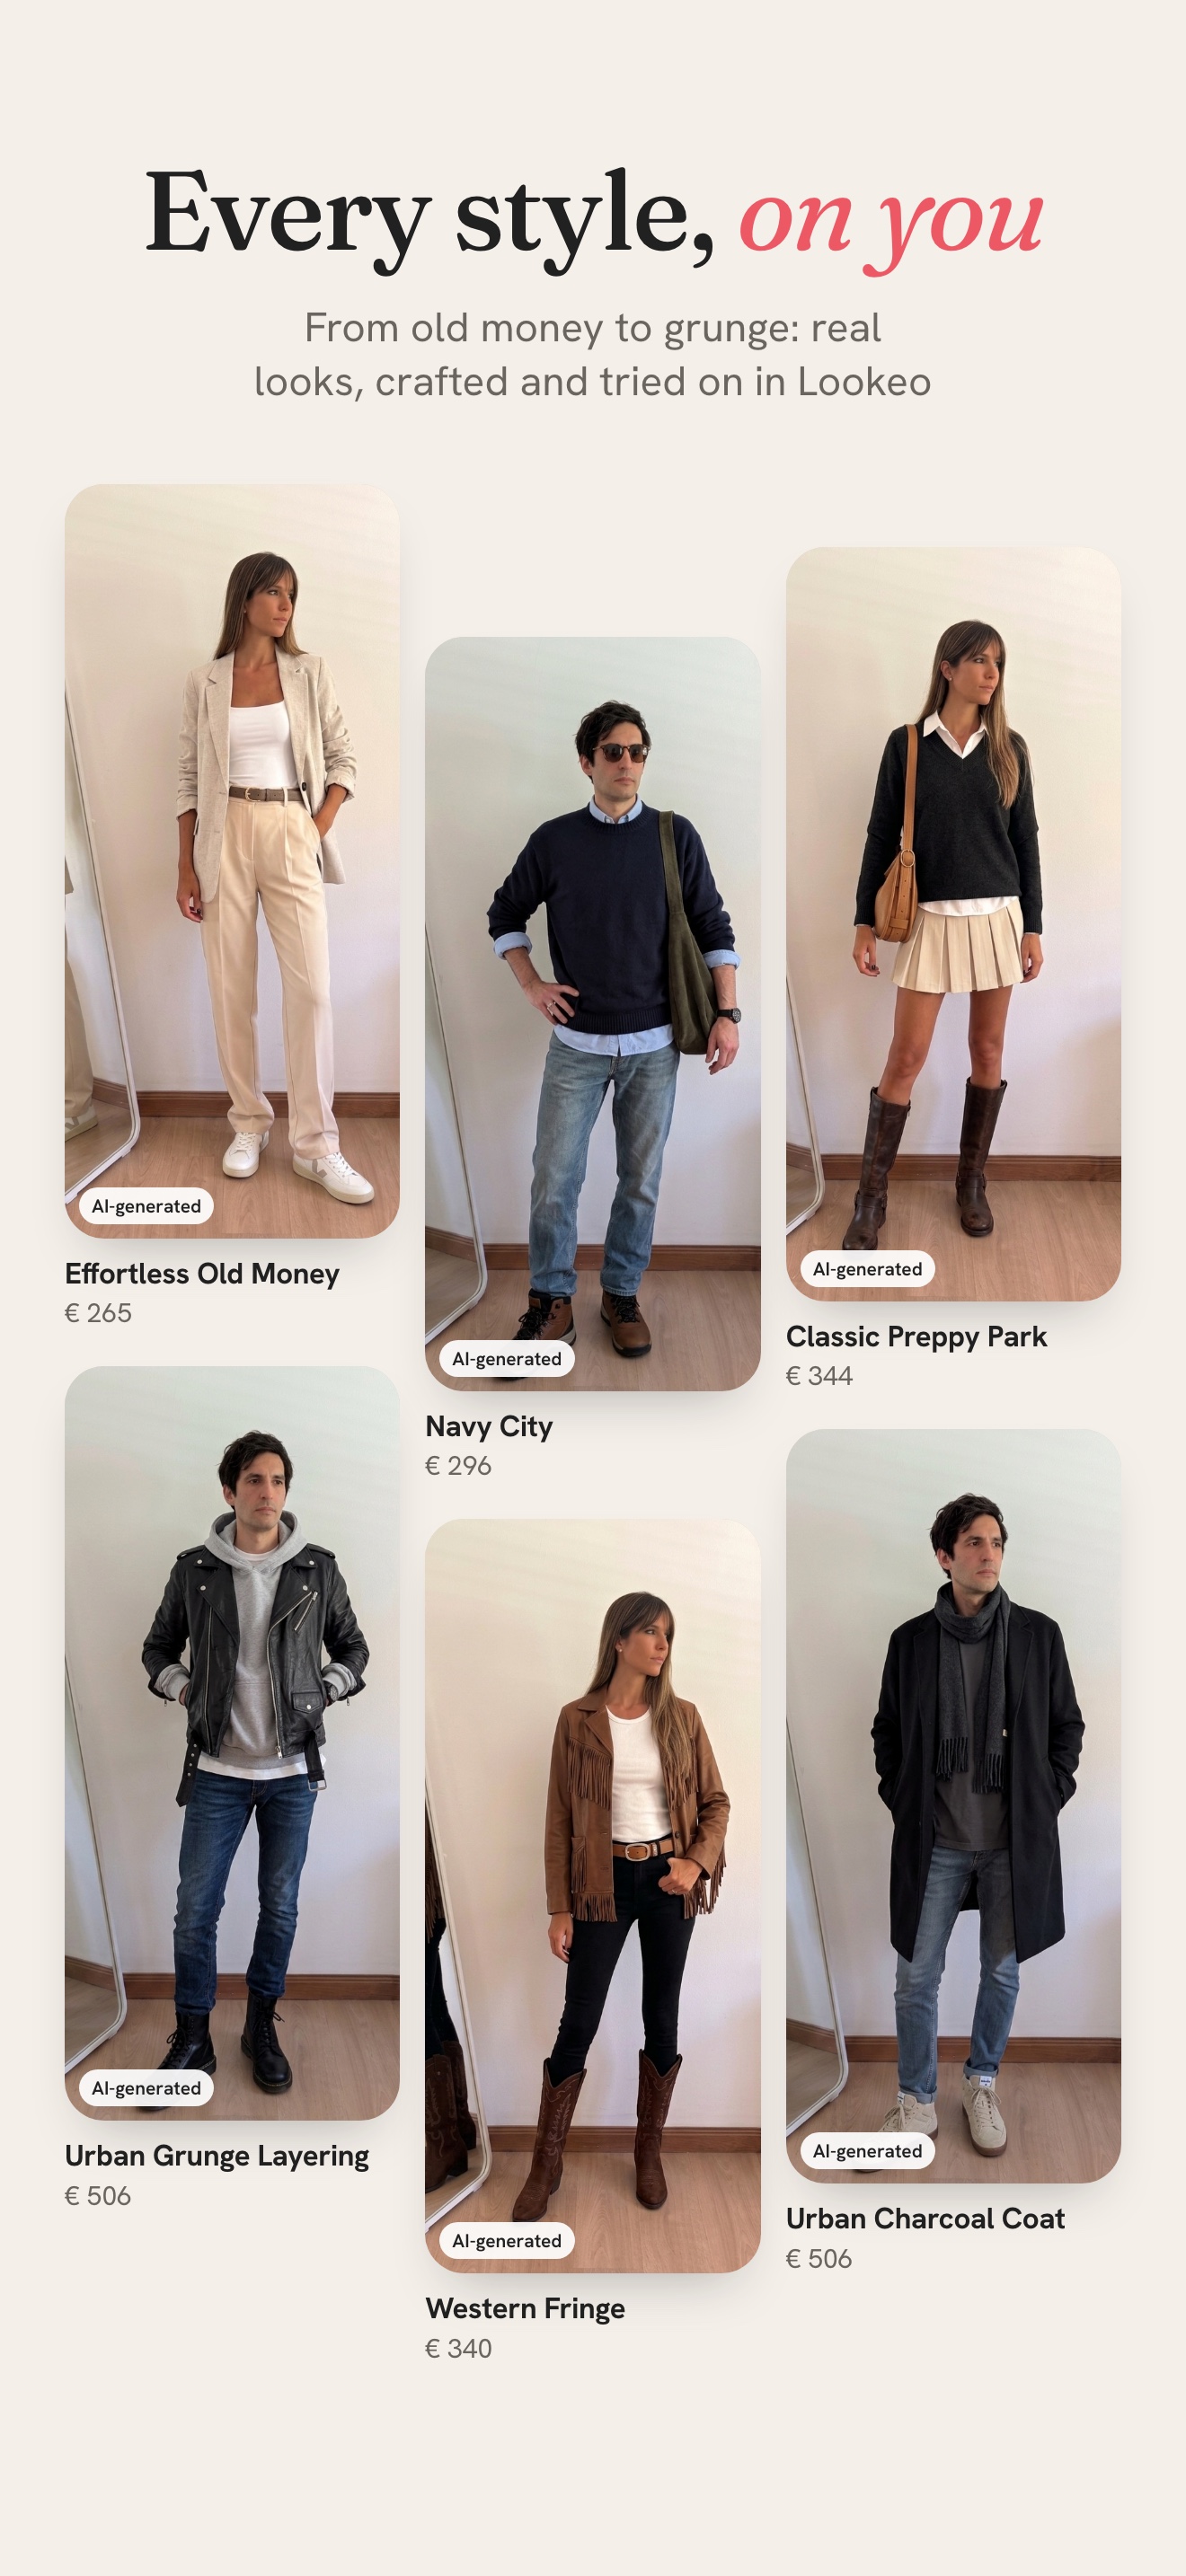 Every style, on you
From old money to grunge: real
looks, crafted and tried on in Lookeo
AI-generated
Effortless Old Money
€ 265
AI-generated
Navy City
€ 296
AI-generated
Classic Preppy Park
€ 344
AI-generated
Urban Grunge Layering
€ 506
AI-generated
Western Fringe
€ 340
AI-generated
Urban Charcoal Coat
€ 506